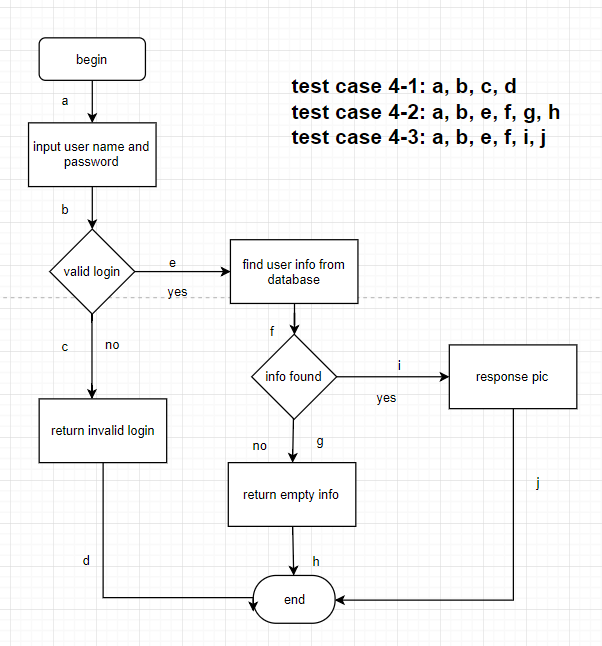 begin
test case 4-1: a, b, c, d
test case 4-2: a, b, e, f, g, h
test case 4-3: a, b, e, f, i, j
a
input user name and
password
b
valid login
e
yes
find user info from
database
c
no
f
info found
i
yes
response pic
return invalid login
no
g
return empty info
j
d
h
end